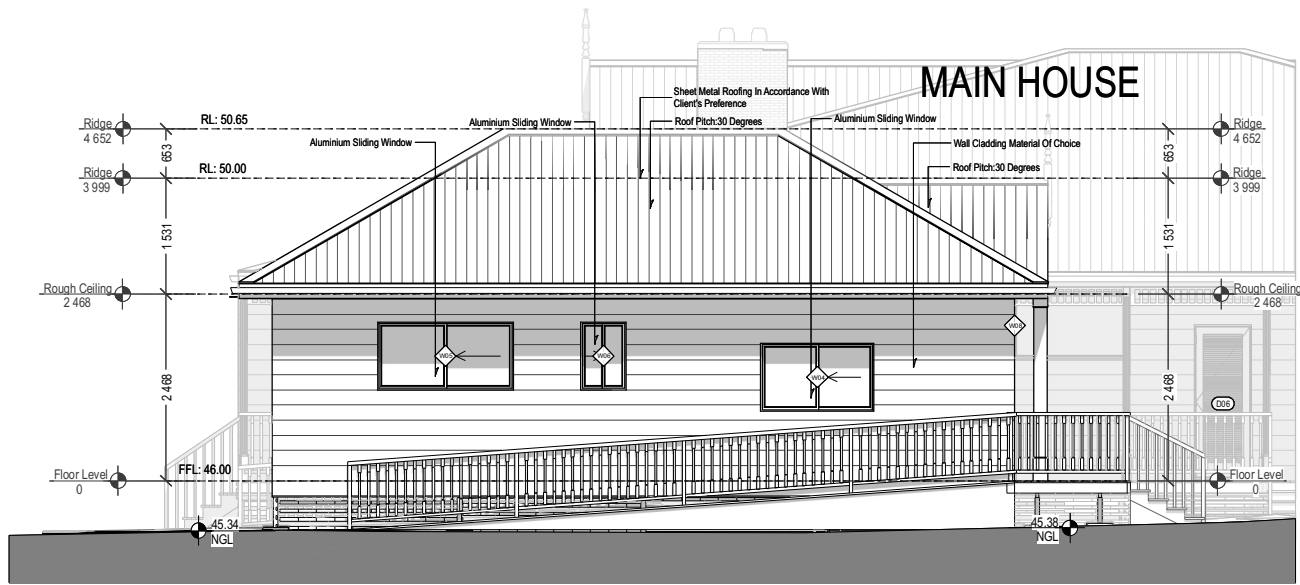 MAIN HOUSE
Sheet Metal Roofing In Accordance With
Client's Preference
Roof Pitch:30 Degrees
Aluminium Sliding Window
Aluminium Sliding Window
Aluminium Sliding Window
Wall Cladding Material Of Choice
Roof Pitch:30 Degrees
Ridge
4 652
RL: 50.65
653
Ridge
3 999
RL: 50.00
1 531
Rough Ceiling
2 468
2 468
Floor Level
0
FFL: 46.00
45.34
NGL
W05
W06
W04
W08
D06
Ridge
4 652
653
Ridge
3 999
1 531
Rough Ceiling
2 468
2 468
Floor Level
0
45.38
NGL